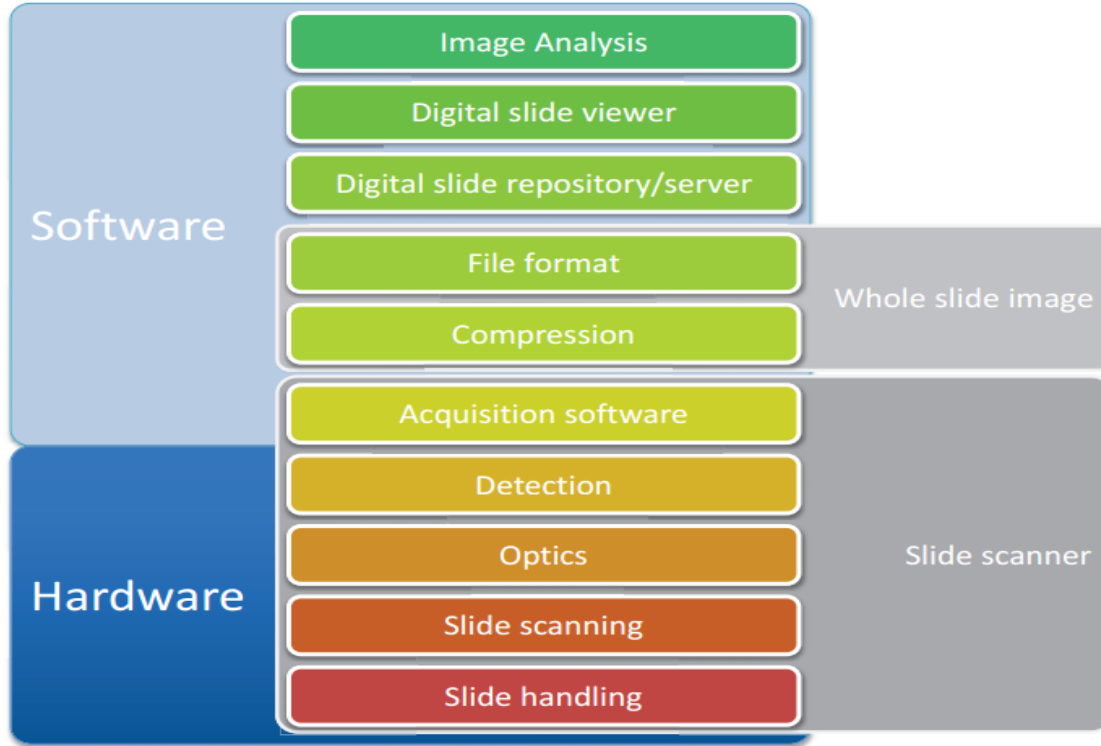 Software
Image Analysis
Digital slide viewer
Digital slide repository/server
File format
Compression
Whole slide image
Acquisition software
Hardware
Detection
Optics
Slide scanning
Slide handling
Slide scanner